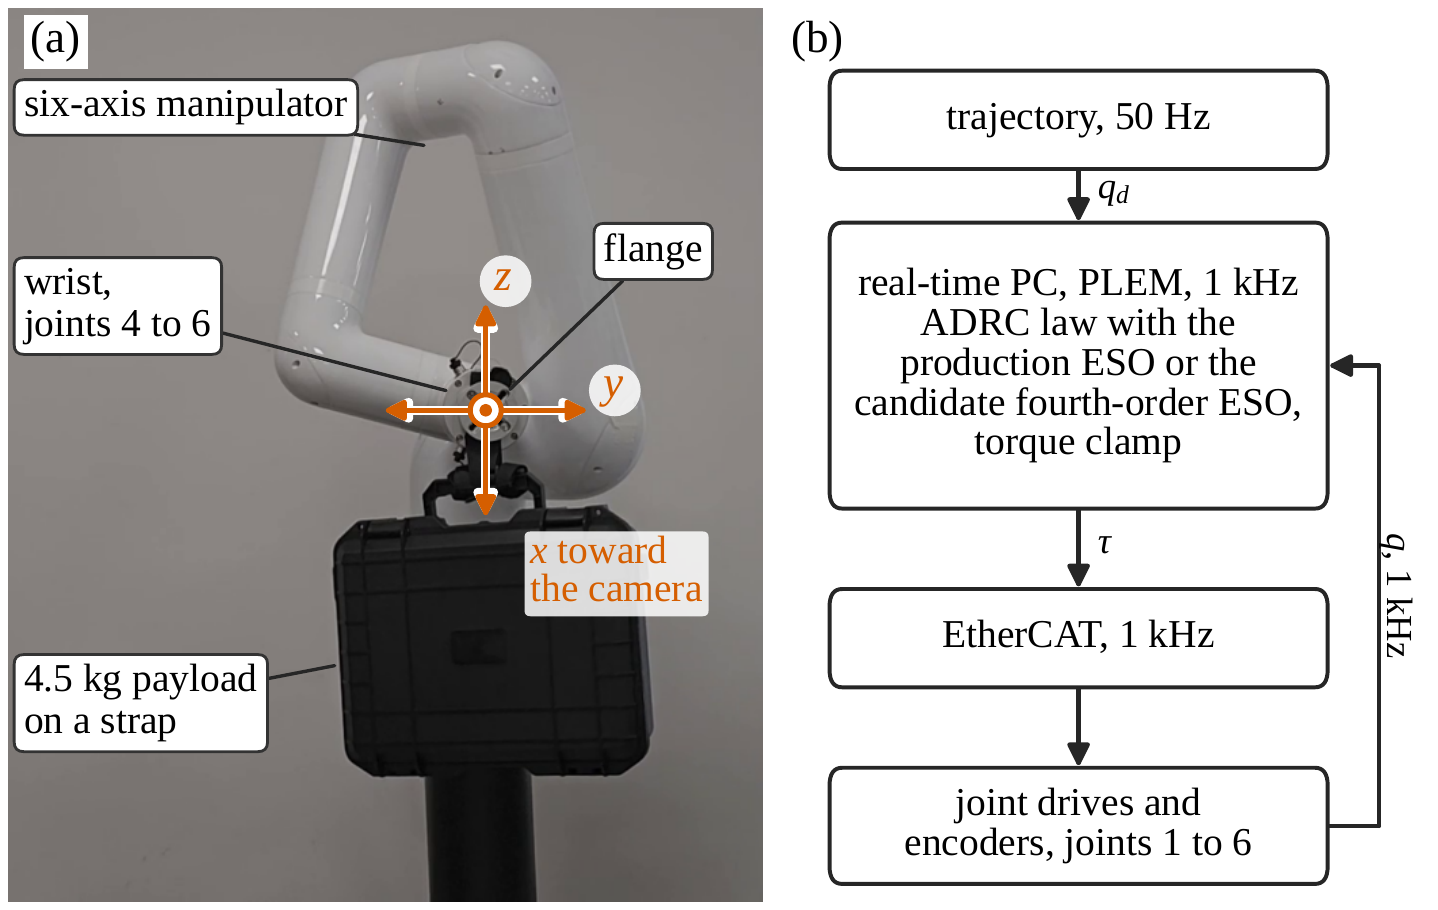 (a)
six-axis manipulator
wrist,
joints 4 to 6
flange
z
y
x toward
the camera
4.5 kg payload
on a strap
(b)
trajectory, 50 Hz
q_d
real-time PC, PLEM, 1 kHz
ADRC law with the
production ESO or the
candidate fourth-order ESO,
torque clamp
τ
EtherCAT, 1 kHz
joint drives and
encoders, joints 1 to 6
q, 1 kHz